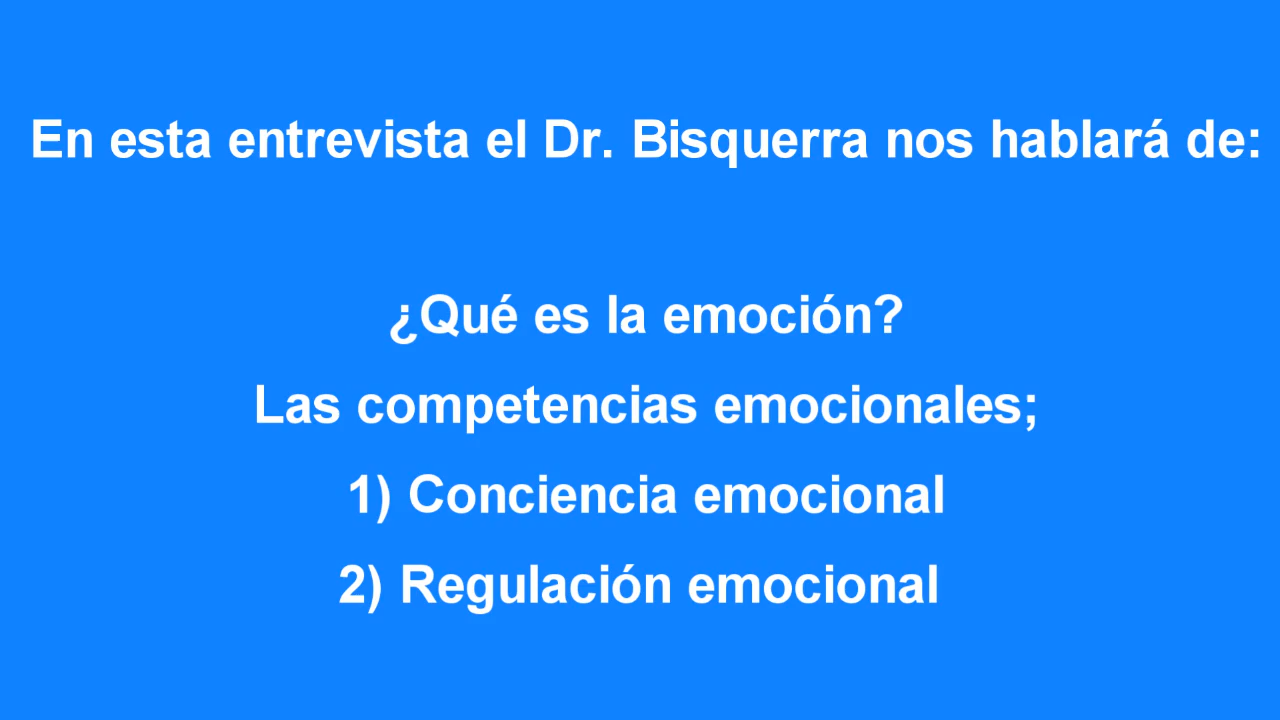 En esta entrevista el Dr. Bisquerra nos hablará de:
¿Qué es la emoción?
Las competencias emocionales;
1) Conciencia emocional
2) Regulación emocional